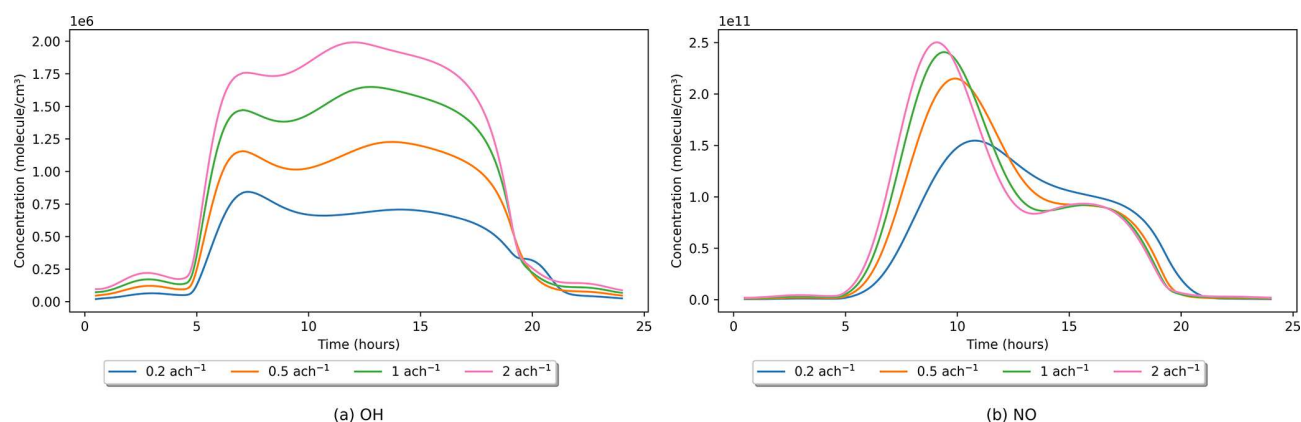 1e6
Concentration (molecule/cm³)
2.00
1.75
1.50
1.25
1.00
0.75
0.50
0.25
0.00
0 5 10 15 20 25
Time (hours)
0.2 ach⁻¹ 0.5 ach⁻¹ 1 ach⁻¹ 2 ach⁻¹
(a) OH
1e11
Concentration (molecule/cm³)
2.5
2.0
1.5
1.0
0.5
0.0
0 5 10 15 20 25
Time (hours)
0.2 ach⁻¹ 0.5 ach⁻¹ 1 ach⁻¹ 2 ach⁻¹
(b) NO